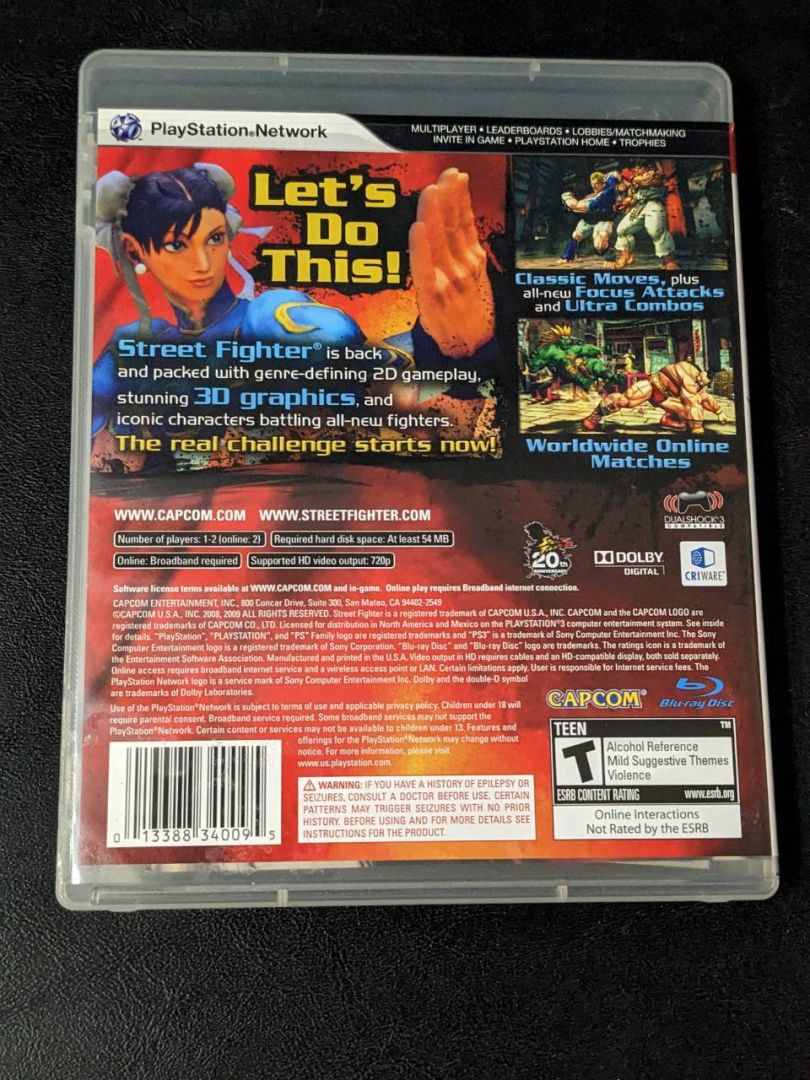 PlayStation®Network
MULTIPLAYER • LEADERBOARDS • LOBBIES/MATCHMAKING
INVITE IN GAME • PLAYSTATION HOME • TROPHIES
Let's
Do
This!
Classic Moves, plus
all-new Focus Attacks
and Ultra Combos
Street Fighter® is back
and packed with genre-defining 2D gameplay,
stunning 3D graphics, and
iconic characters battling all-new fighters.
The real challenge starts now!
Worldwide Online
Matches
WWW.CAPCOM.COM WWW.STREETFIGHTER.COM
Number of players: 1-2 (online: 2) Required hard disk space: At least 54 MB
Online: Broadband required Supported HD video output: 720p
20th
ANNIVERSARY
DOLBY
DIGITAL
DUALSHOCK®3
COMPATIBLE
CRIWARE™
Software license terms available at WWW.CAPCOM.COM and in-game. Online play requires Broadband internet connection.
CAPCOM ENTERTAINMENT, INC., 800 Concar Drive, Suite 300, San Mateo, CA 94402-2649
©CAPCOM U.S.A., INC. 2008, 2009 ALL RIGHTS RESERVED. Street Fighter is a registered trademark of CAPCOM U.S.A., INC. CAPCOM and the CAPCOM LOGO are
registered trademarks of CAPCOM CO., LTD. Licensed for distribution in North America and Mexico on the PLAYSTATION®3 computer entertainment system. See inside
for details. "PlayStation", "PLAYSTATION", and "PS" Family logo are registered trademarks and "PS3" is a trademark of Sony Computer Entertainment Inc. The Sony
Computer Entertainment logo is a registered trademark of Sony Corporation. "Blu-ray Disc" and "Blu-ray Disc" logo are trademarks. The ratings icon is a trademark of
the Entertainment Software Association. Manufactured and printed in the U.S.A. Video output in HD requires cables and an HD-compatible display, both sold separately.
Online access requires broadband internet service and a wireless access point or LAN. Certain limitations apply. User is responsible for Internet service fees. The
PlayStation Network logo is a service mark of Sony Computer Entertainment Inc. Dolby and the double-D symbol
are trademarks of Dolby Laboratories.
Use of the PlayStation®Network is subject to terms of use and applicable privacy policy. Children under 18 will
require parental consent. Broadband service required. Some broadband services may not support the
PlayStation®Network. Certain content or services may not be available to children under 13. Features and
offerings for the PlayStation®Network may change without
notice. For more information, please visit
www.us.playstation.com.
CAPCOM®
Blu-ray Disc
TEEN ™
T
Alcohol Reference
Mild Suggestive Themes
Violence
ESRB CONTENT RATING www.esrb.org
Online Interactions
Not Rated by the ESRB
WARNING: IF YOU HAVE A HISTORY OF EPILEPSY OR
SEIZURES, CONSULT A DOCTOR BEFORE USE. CERTAIN
PATTERNS MAY TRIGGER SEIZURES WITH NO PRIOR
HISTORY. BEFORE USING AND FOR MORE DETAILS SEE
INSTRUCTIONS FOR THE PRODUCT.
0 13388 34009 5